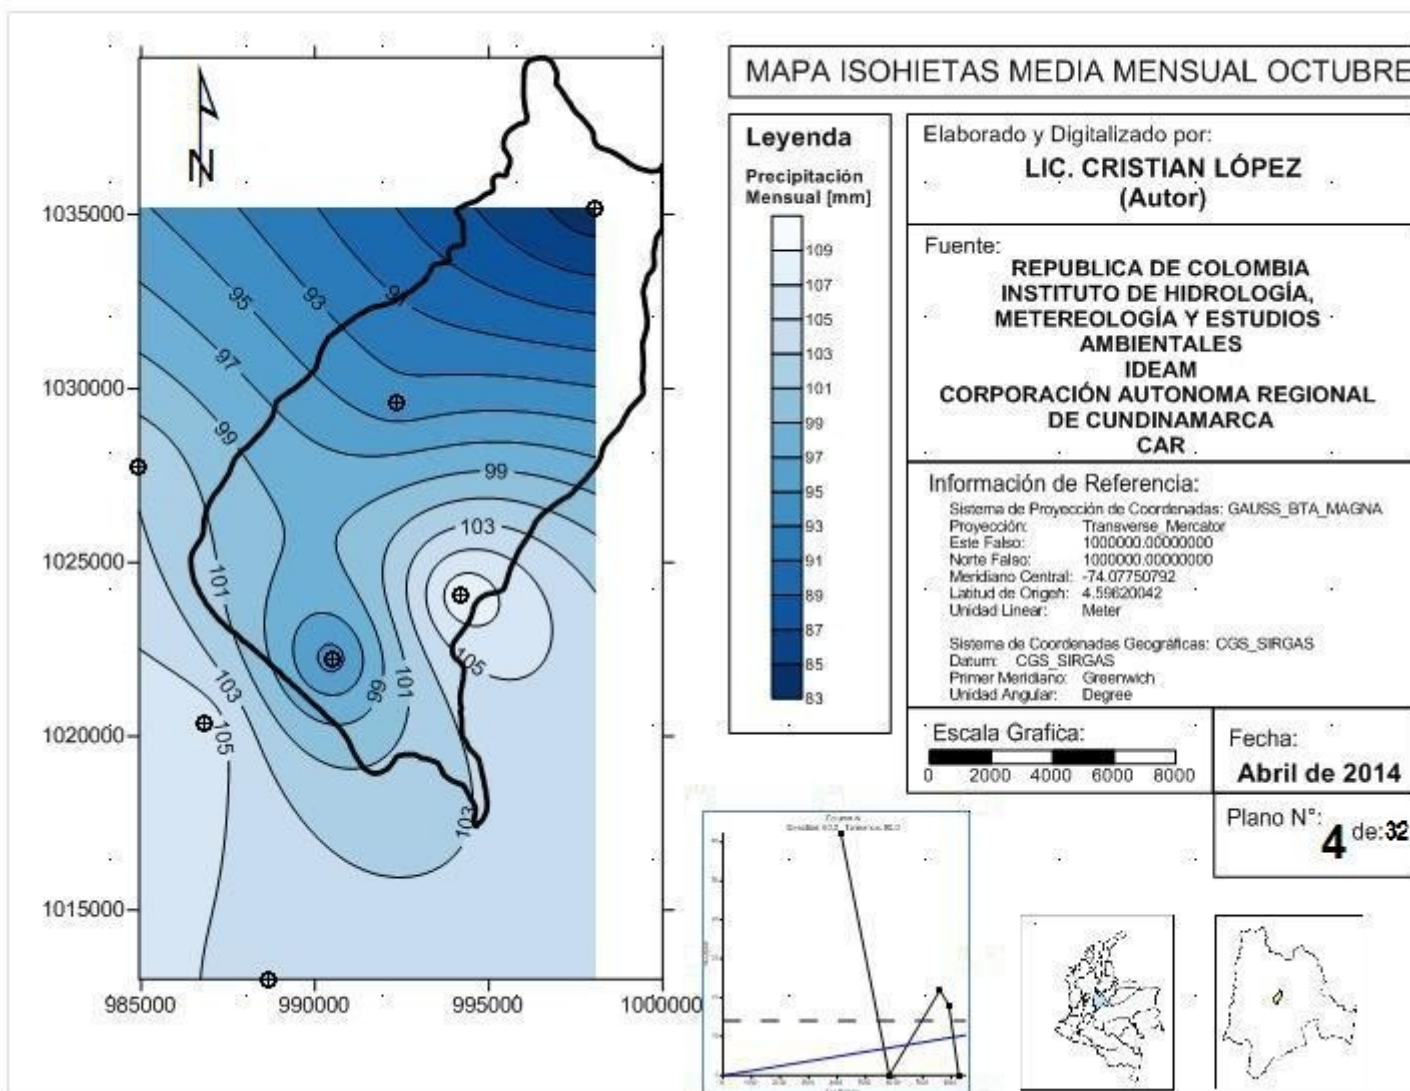 MAPA ISOHIETAS MEDIA MENSUAL OCTUBRE
N
1035000
1030000
1025000
1020000
1015000
985000
990000
995000
1000000
95
93
97
99
99
103
101
105
101
99
103
105
103
Leyenda
Precipitación
Mensual [mm]
109
107
105
103
101
99
97
95
93
91
89
87
85
83
Elaborado y Digitalizado por:
LIC. CRISTIAN LÓPEZ
(Autor)
Fuente:
REPUBLICA DE COLOMBIA
INSTITUTO DE HIDROLOGÍA,
METEREOLOGÍA Y ESTUDIOS
AMBIENTALES
IDEAM
CORPORACIÓN AUTONOMA REGIONAL
DE CUNDINAMARCA
CAR
Información de Referencia:
Sistema de Proyección de Coordenadas: GAUSS_BTA_MAGNA
Proyección: Transverse_Mercator
Este Falso: 1000000.00000000
Norte Falso: 1000000.00000000
Meridiano Central: -74.07750792
Latitud de Origen: 4.59620042
Unidad Linear: Meter
Sistema de Coordenadas Geográficas: CGS_SIRGAS
Datum: CGS_SIRGAS
Primer Meridiano: Greenwich
Unidad Angular: Degree
Escala Grafica:
0 2000 4000 6000 8000
Fecha:
Abril de 2014
Plano N°:
4 de:32